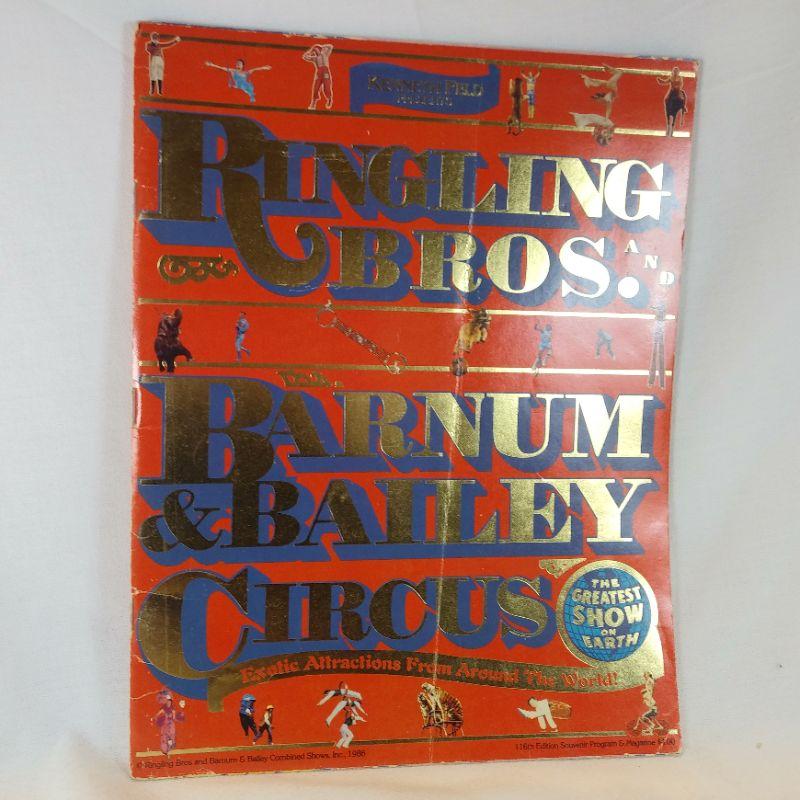 KENNETH FELD
PRESENTS
RINGLING
BROS. AND
BARNUM
& BAILEY
CIRCUS
THE
GREATEST
SHOW
ON
EARTH
Exotic Attractions From Around The World!
© Ringling Bros and Barnum & Bailey Combined Shows, Inc., 1986
116th Edition Souvenir Program & Magazine